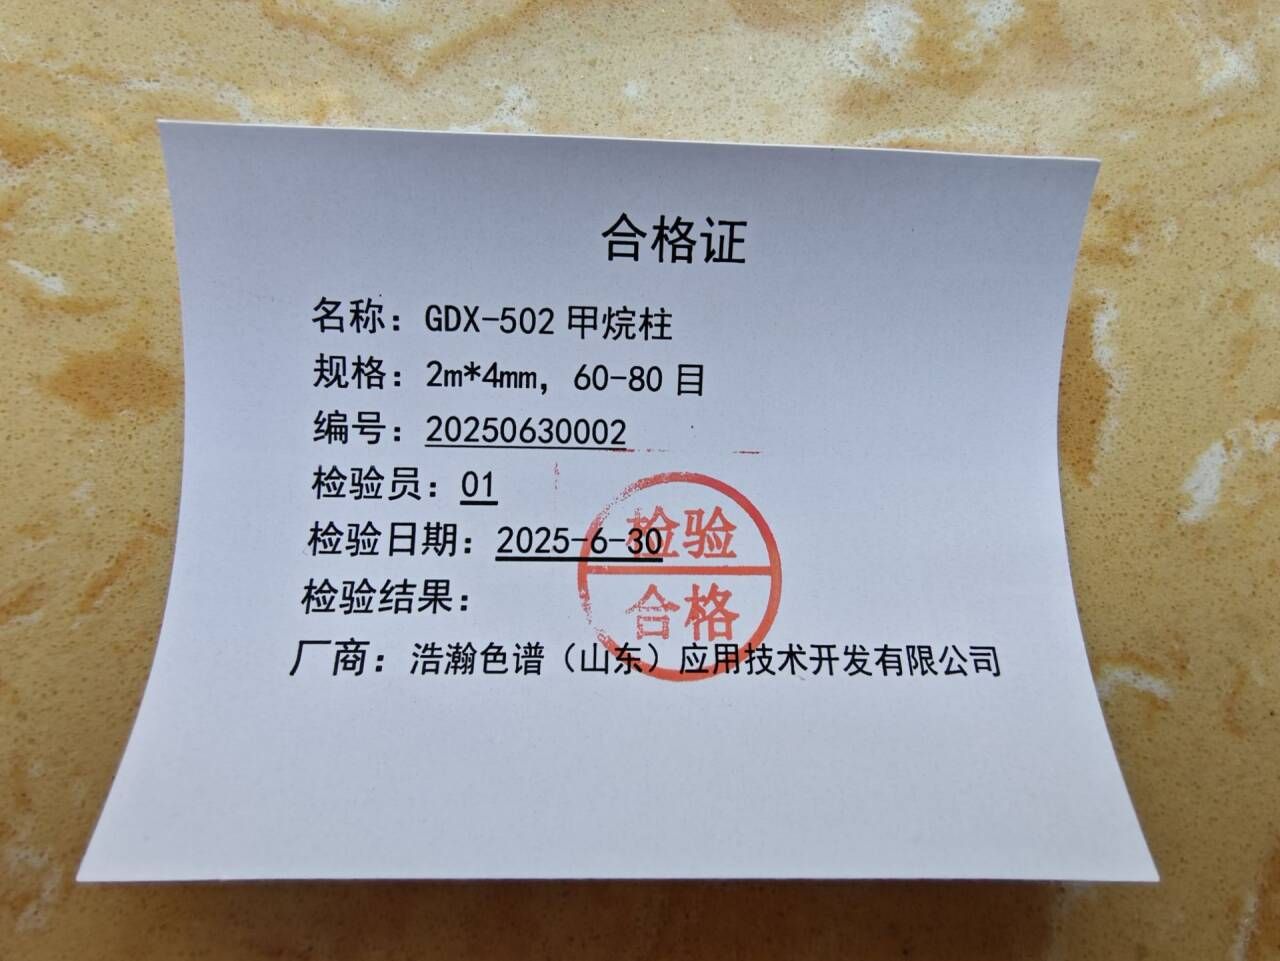 合格证
名称：GDX-502 甲烷柱
规格：2m*4mm，60-80 目
编号：20250630002
检验员：01
检验日期：2025-6-30
检验结果：
检验
合格
厂商：浩瀚色谱（山东）应用技术开发有限公司